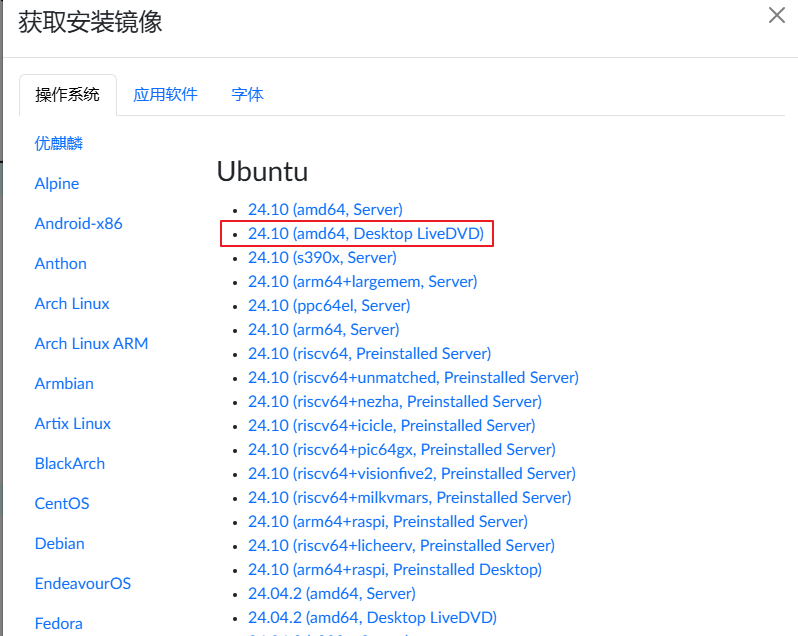 获取安装镜像
操作系统
应用软件
字体
优麒麟
Alpine
Android-x86
Anthon
Arch Linux
Arch Linux ARM
Armbian
Artix Linux
BlackArch
CentOS
Debian
EndeavourOS
Fedora
Ubuntu
24.10 (amd64, Server)
24.10 (amd64, Desktop LiveDVD)
24.10 (s390x, Server)
24.10 (arm64+largemem, Server)
24.10 (ppc64el, Server)
24.10 (arm64, Server)
24.10 (riscv64, Preinstalled Server)
24.10 (riscv64+unmatched, Preinstalled Server)
24.10 (riscv64+nezha, Preinstalled Server)
24.10 (riscv64+icicle, Preinstalled Server)
24.10 (riscv64+pic64gx, Preinstalled Server)
24.10 (riscv64+visionfive2, Preinstalled Server)
24.10 (riscv64+milkvmars, Preinstalled Server)
24.10 (arm64+raspi, Preinstalled Server)
24.10 (riscv64+licheerv, Preinstalled Server)
24.10 (arm64+raspi, Preinstalled Desktop)
24.04.2 (amd64, Server)
24.04.2 (amd64, Desktop LiveDVD)